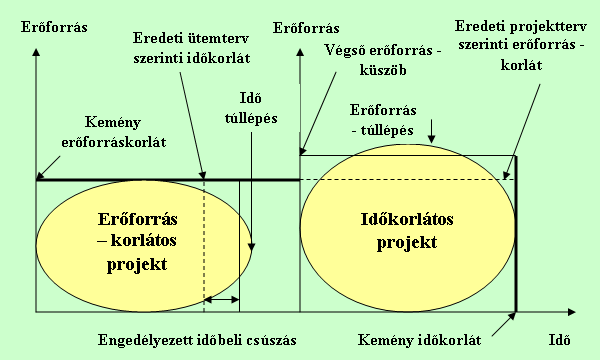 Erőforrás
Eredeti ütemterv
szerinti időkorlát
Idő
túllépés
Kemény
erőforráskorlát
Erőforrás
– korlátos
projekt
Engedélyezett időbeli csúszás
Erőforrás
Végső erőforrás -
küszöb
Eredeti projektterv
szerinti erőforrás -
korlát
Erőforrás
- túllépés
Időkorlátos
projekt
Kemény időkorlát
Idő